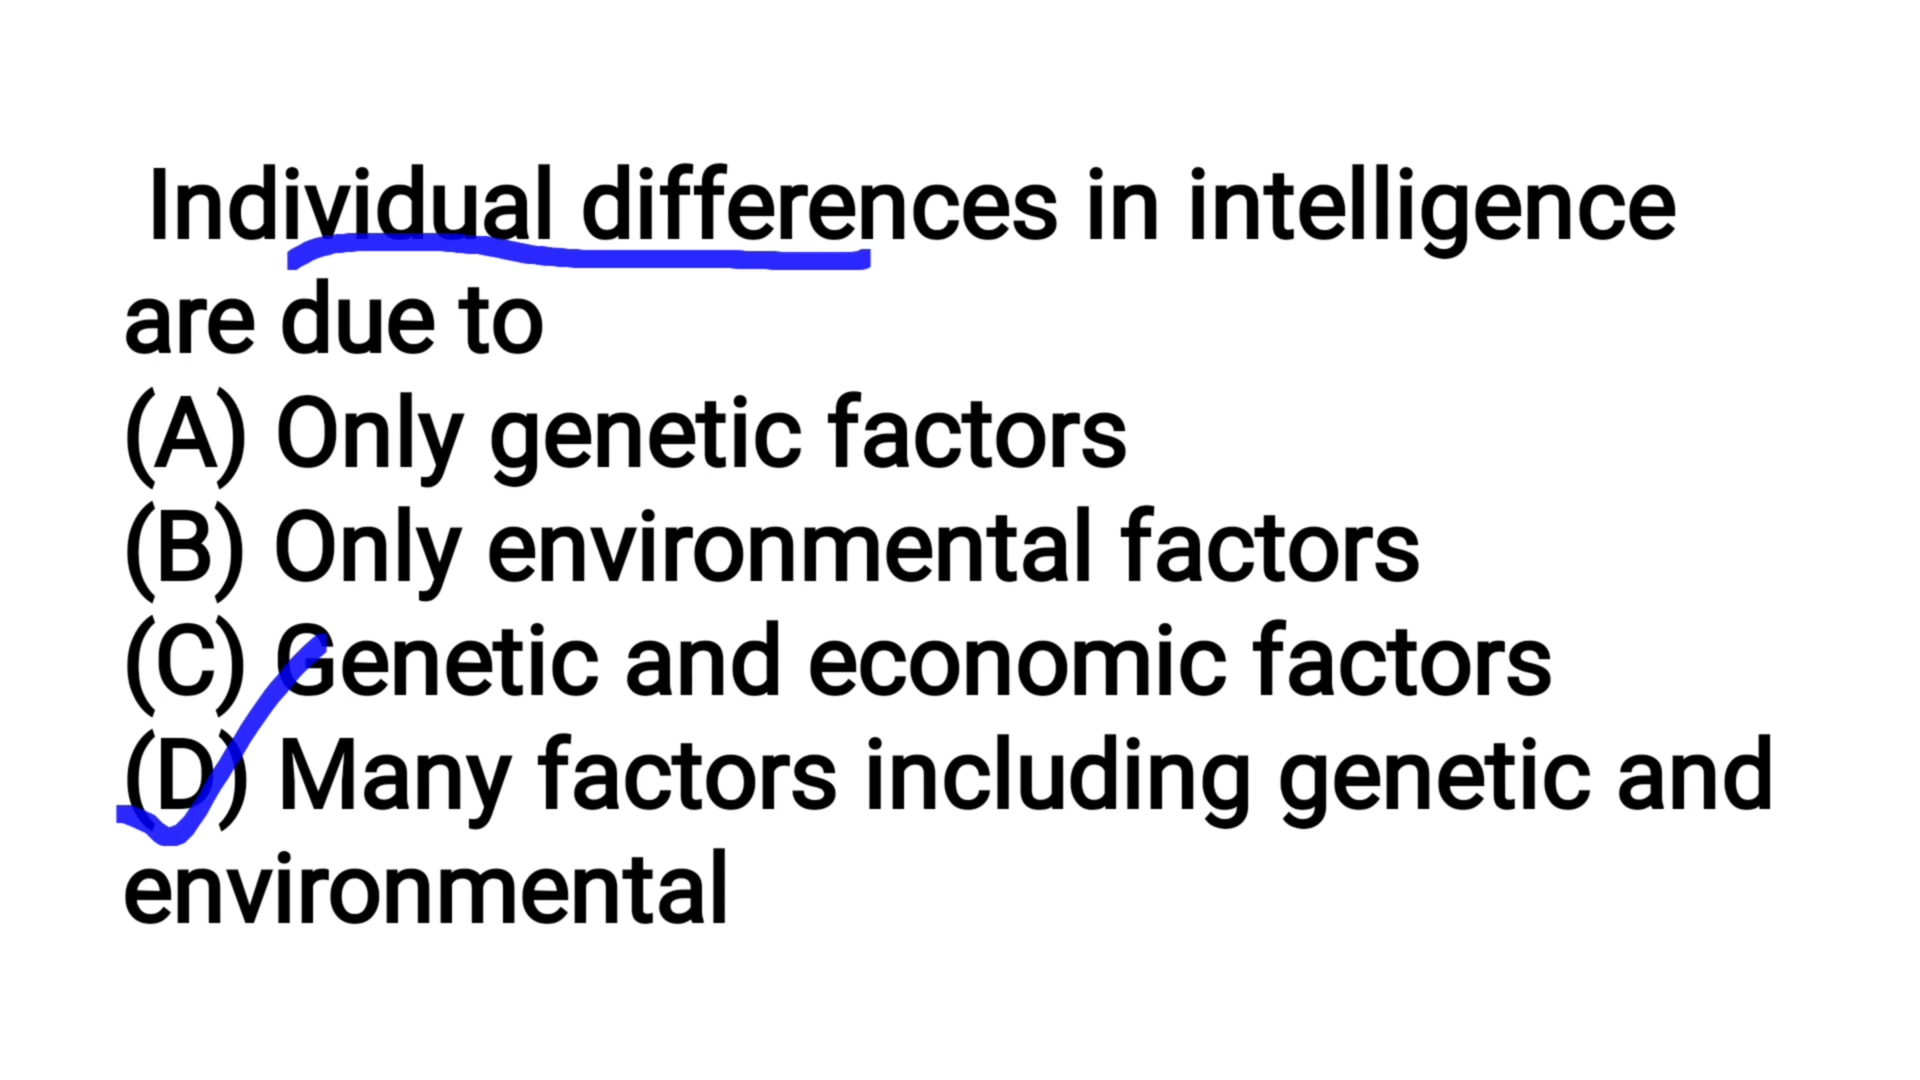 Individual differences in intelligence
are due to
(A) Only genetic factors
(B) Only environmental factors
(C) Genetic and economic factors
(D) Many factors including genetic and
environmental